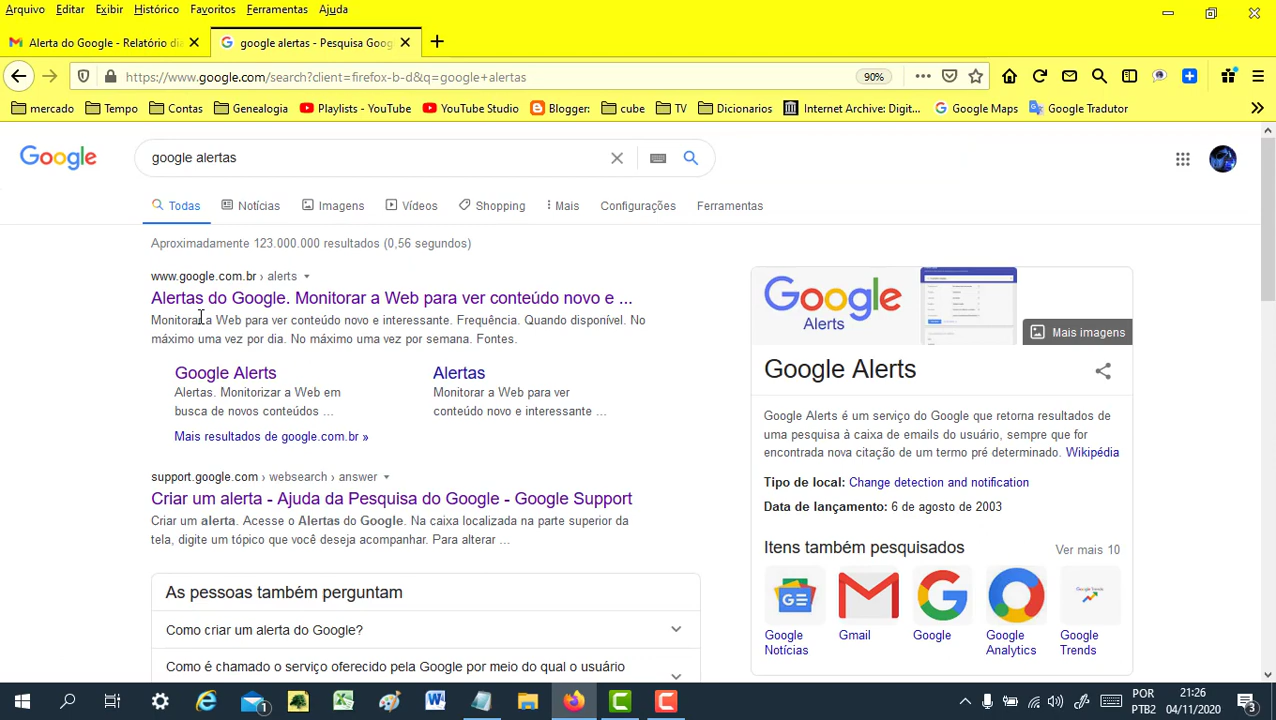 Arquivo Editar Exibir Histórico Favoritos Ferramentas Ajuda
Alerta do Google - Relatório di
google alertas - Pesquisa Goog
https://www.google.com/search?client=firefox-b-d&q=google+alertas
90%
mercado Tempo Contas Genealogia Playlists - YouTube YouTube Studio Blogger: cube TV Dicionarios Internet Archive: Digit... Google Maps Google Tradutor
Google
google alertas
Todas Notícias Imagens Vídeos Shopping Mais Configurações Ferramentas
Aproximadamente 123.000.000 resultados (0,56 segundos)
www.google.com.br › alerts
Alertas do Google. Monitorar a Web para ver conteúdo novo e ...
Monitorar a Web para ver conteúdo novo e interessante. Frequência. Quando disponível. No
máximo uma vez por dia. No máximo uma vez por semana. Fontes.
Google Alerts
Alertas. Monitorizar a Web em
busca de novos conteúdos ...
Alertas
Monitorar a Web para ver
conteúdo novo e interessante ...
Mais resultados de google.com.br »
support.google.com › websearch › answer
Criar um alerta - Ajuda da Pesquisa do Google - Google Support
Criar um alerta. Acesse o Alertas do Google. Na caixa localizada na parte superior da
tela, digite um tópico que você deseja acompanhar. Para alterar ...
As pessoas também perguntam
Como criar um alerta do Google?
Como é chamado o serviço oferecido pela Google por meio do qual o usuário
Google
Alerts
Mais imagens
Google Alerts
Google Alerts é um serviço do Google que retorna resultados de
uma pesquisa à caixa de emails do usuário, sempre que for
encontrada nova citação de um termo pré determinado. Wikipédia
Tipo de local: Change detection and notification
Data de lançamento: 6 de agosto de 2003
Itens também pesquisados
Ver mais 10
Google
Notícias
Gmail
Google
Google
Analytics
Google
Trends
1
POR
PTB2
21:26
04/11/2020
3